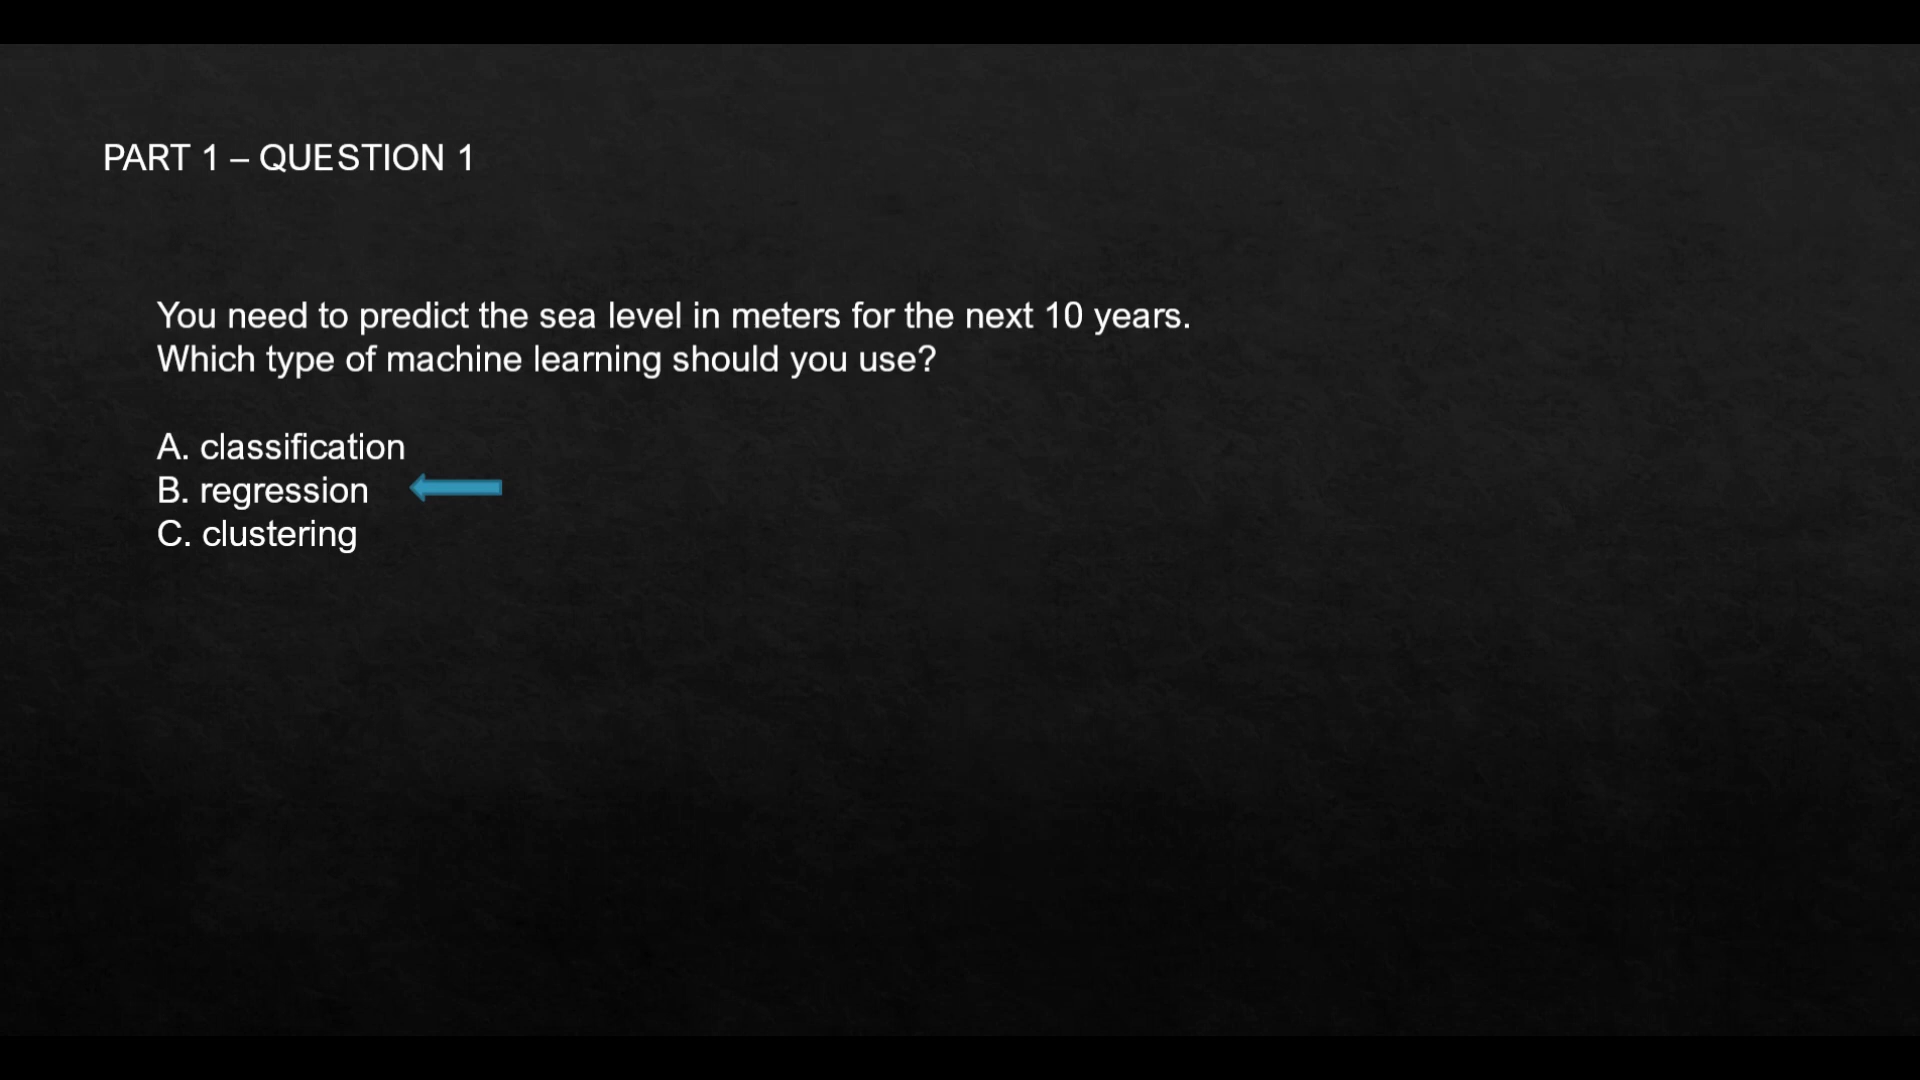 PART 1 – QUESTION 1
You need to predict the sea level in meters for the next 10 years.
Which type of machine learning should you use?
A. classification
B. regression
C. clustering